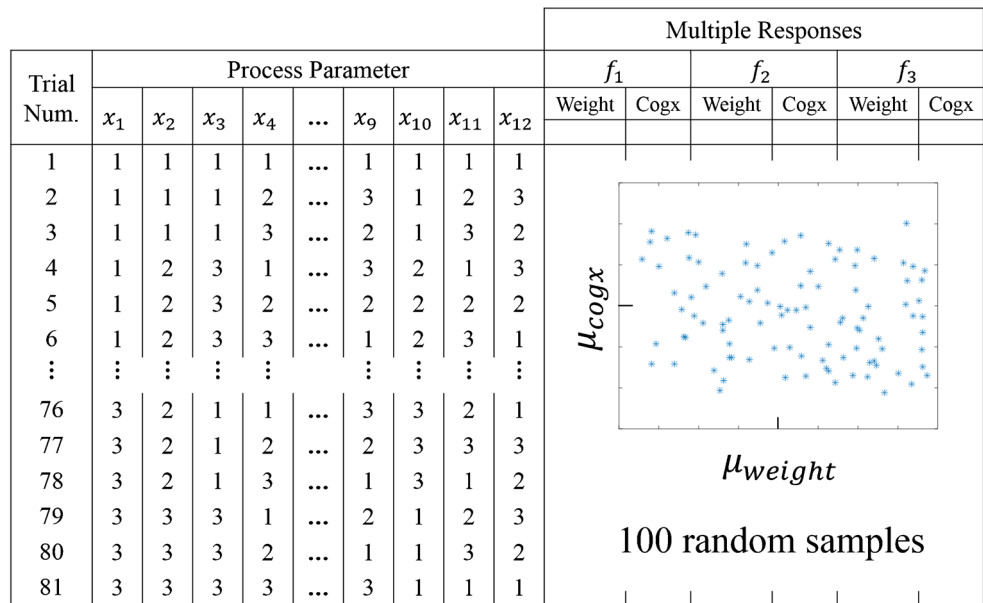 Multiple Responses
Trial Num. Process Parameter f₁ f₂ f₃
x₁ x₂ x₃ x₄ ... x₉ x₁₀ x₁₁ x₁₂ Weight Cogx Weight Cogx Weight Cogx
1 1 1 1 1 ... 1 1 1 1
2 1 1 1 2 ... 3 1 2 3
3 1 1 1 3 ... 2 1 3 2
4 1 2 3 1 ... 3 2 1 3
5 1 2 3 2 ... 2 2 2 2
6 1 2 3 3 ... 1 2 3 1
⋮ ⋮ ⋮ ⋮ ⋮ ⋮ ⋮ ⋮ ⋮
76 3 2 1 1 ... 3 3 2 1
77 3 2 1 2 ... 2 3 3 3
78 3 2 1 3 ... 1 3 1 2
79 3 3 3 1 ... 2 1 2 3
80 3 3 3 2 ... 1 1 3 2
81 3 3 3 3 ... 3 1 1 1
μcogx
μweight
100 random samples